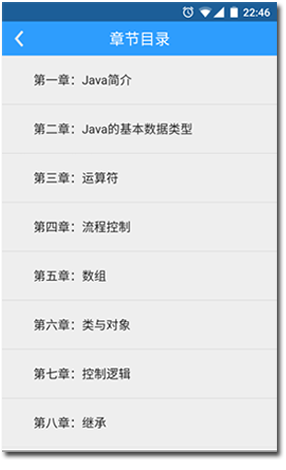 22:46
章节目录
第一章：Java简介
第二章：Java的基本数据类型
第三章：运算符
第四章：流程控制
第五章：数组
第六章：类与对象
第七章：控制逻辑
第八章：继承